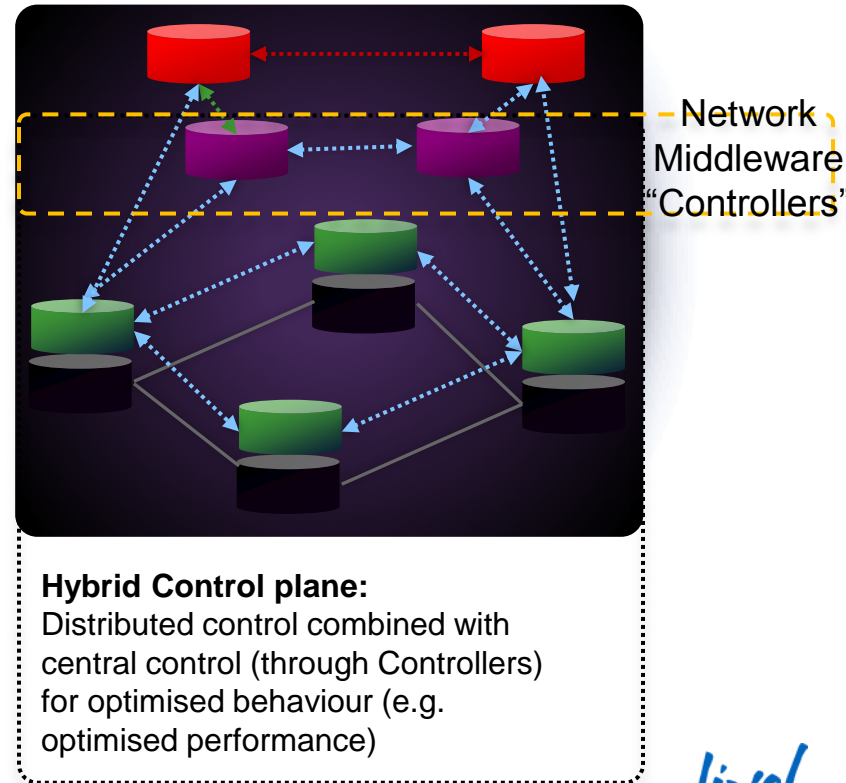 Network
Middleware
“Controllers’
Hybrid Control plane:
Distributed control combined with
central control (through Controllers)
for optimised behaviour (e.g.
optimised performance)